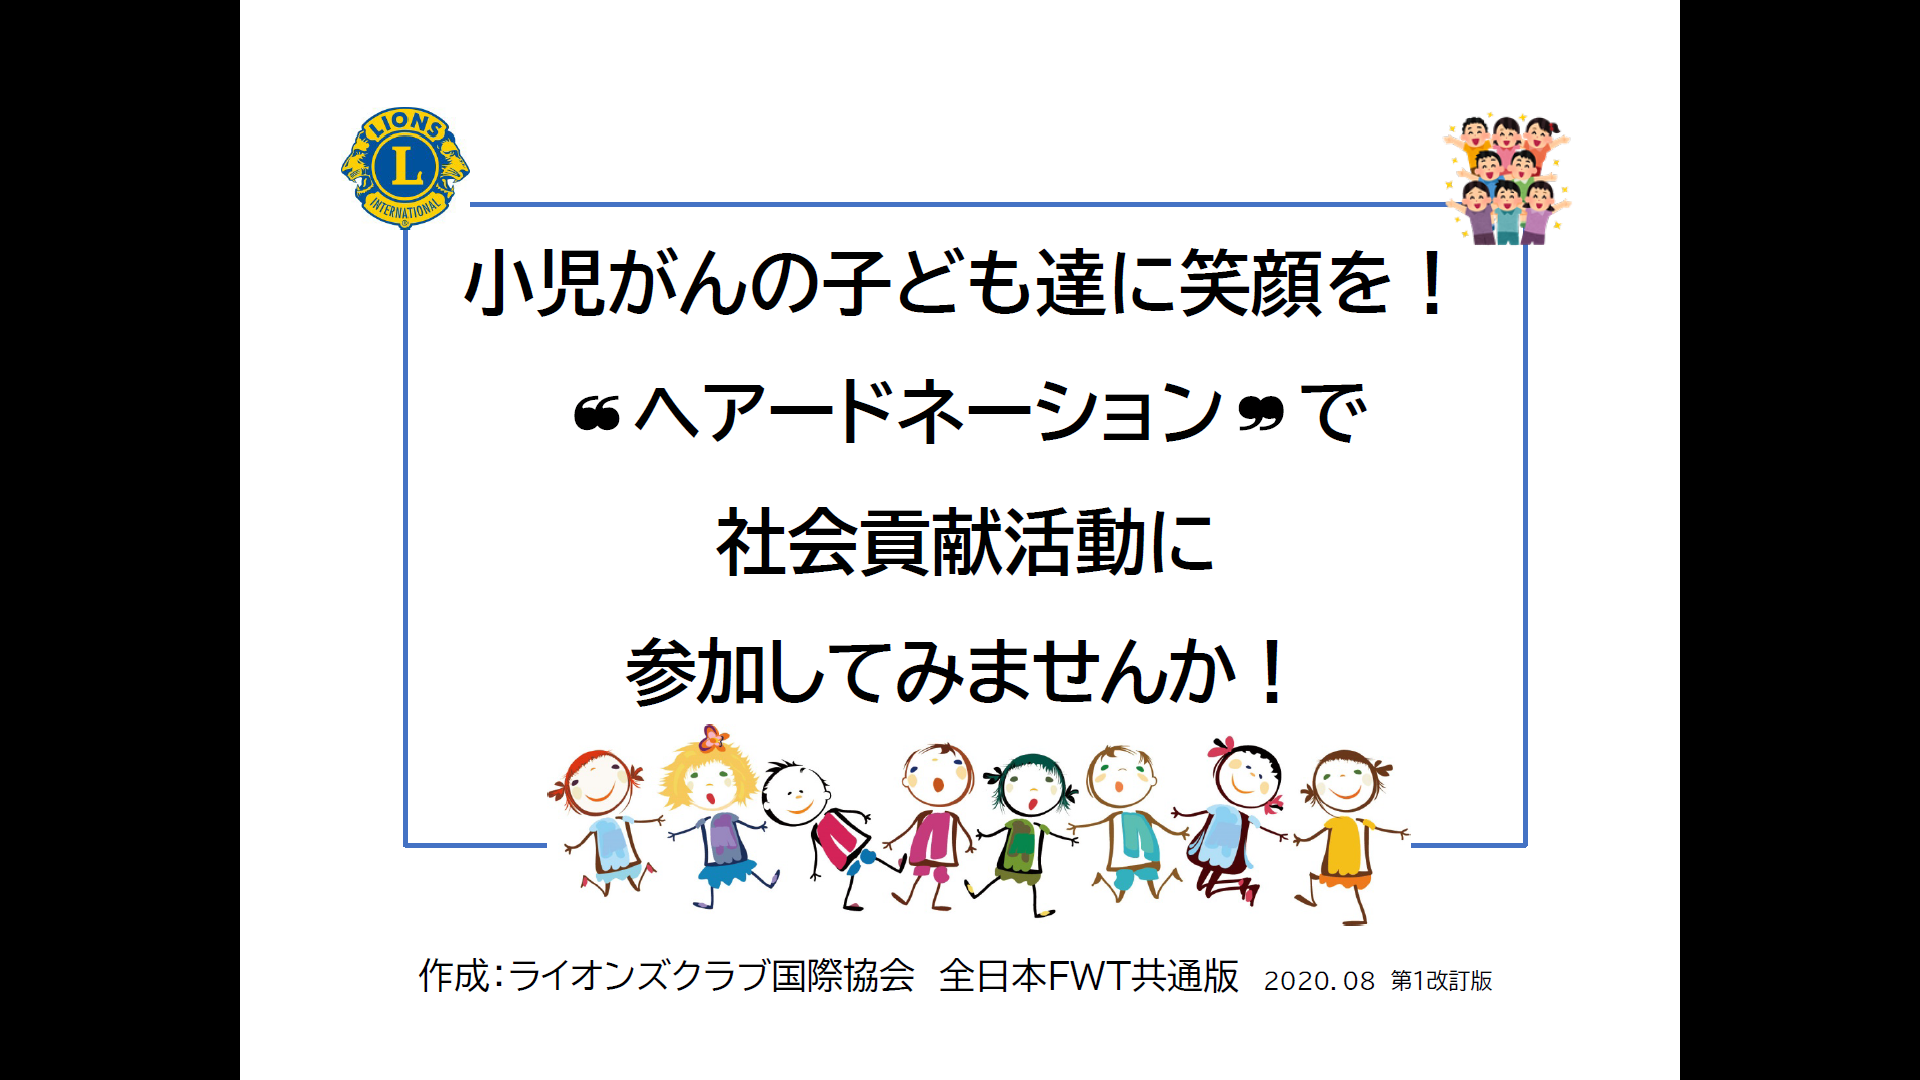 LIONS
L
INTERNATIONAL
®
小児がんの子ども達に笑顔を！
❝ヘアードネーション❞で
社会貢献活動に
参加してみませんか！
作成：ライオンズクラブ国際協会　全日本FWT共通版　2020.08　第1改訂版